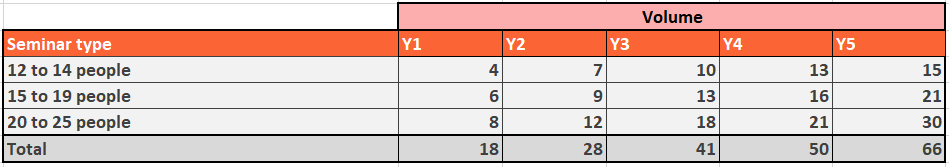 Volume
Seminar type Y1 Y2 Y3 Y4 Y5
12 to 14 people 4 7 10 13 15
15 to 19 people 6 9 13 16 21
20 to 25 people 8 12 18 21 30
Total 18 28 41 50 66